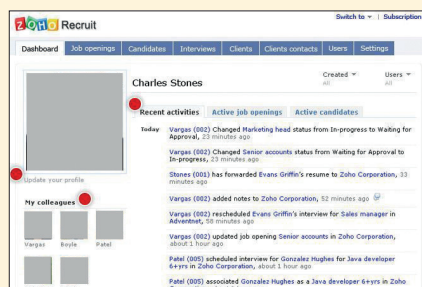 Switch to | Subscription
ZOHO Recruit
Dashboard Job openings Candidates Interviews Clients Clients contacts Users Settings
Charles Stones
Created Users
All All
Recent activities Active job openings Active candidates
Today Vargas (002) Changed Marketing head status from In-progress to Waiting for
Approval, 23 minutes ago
Vargas (002) Changed Senior accounts status from Waiting for Approval to
In-progress, 23 minutes ago
Stones (001) has forwarded Evans Griffin's resume to Zoho Corporation, 33
minutes ago
Vargas (002) added notes to Zoho Corporation, 52 minutes ago
Vargas (002) rescheduled Evans Griffin's interview for Sales manager in
Adventnet, 58 minutes ago
Vargas (002) updated job opening Senior accounts in Zoho Corporation,
about 1 hour ago
Patel (005) scheduled interview for Gonzalez Hughes for Java developer
6+yrs in Zoho Corporation, about 1 hour ago
Patel (005) associated Gonzalez Hughes as a Java developer 6+yrs in Zoho
Update your profile
My colleagues
Vargas Boyle Patel